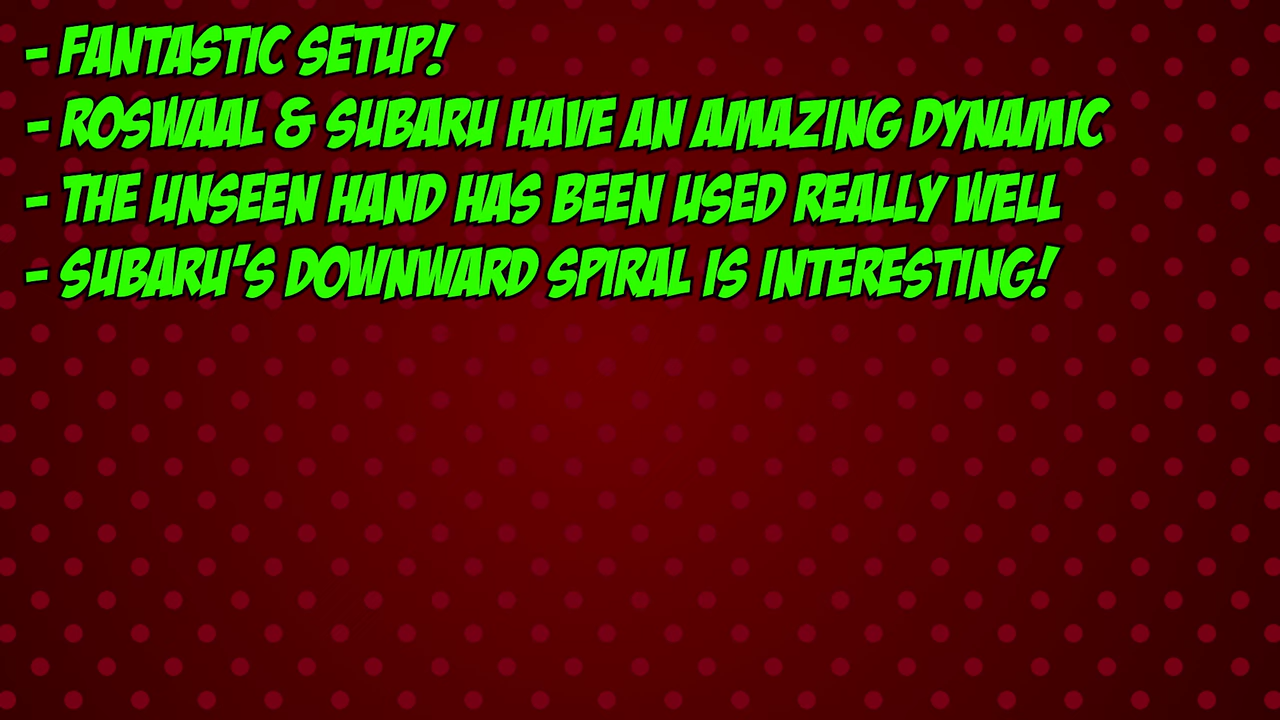 - FANTASTIC SETUP!
- ROSWAAL & SUBARU HAVE AN AMAZING DYNAMIC
- THE UNSEEN HAND HAS BEEN USED REALLY WELL
- SUBARU'S DOWNWARD SPIRAL IS INTERESTING!